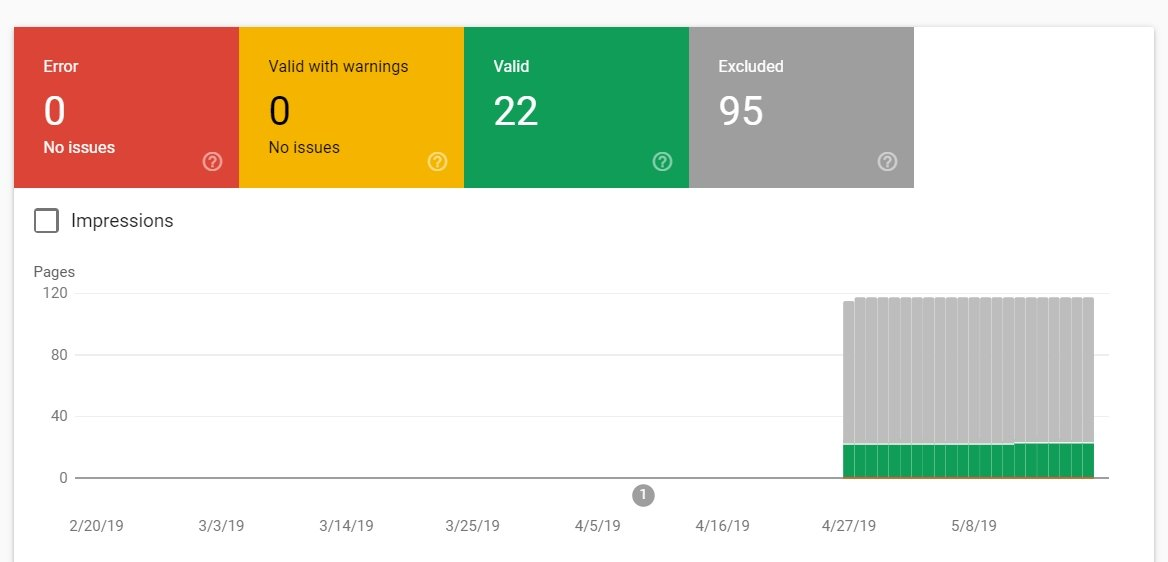 Error
0
No issues
Valid with warnings
0
No issues
Valid
22
Excluded
95
Impressions
Pages
120
80
40
0
1
2/20/19 3/3/19 3/14/19 3/25/19 4/5/19 4/16/19 4/27/19 5/8/19